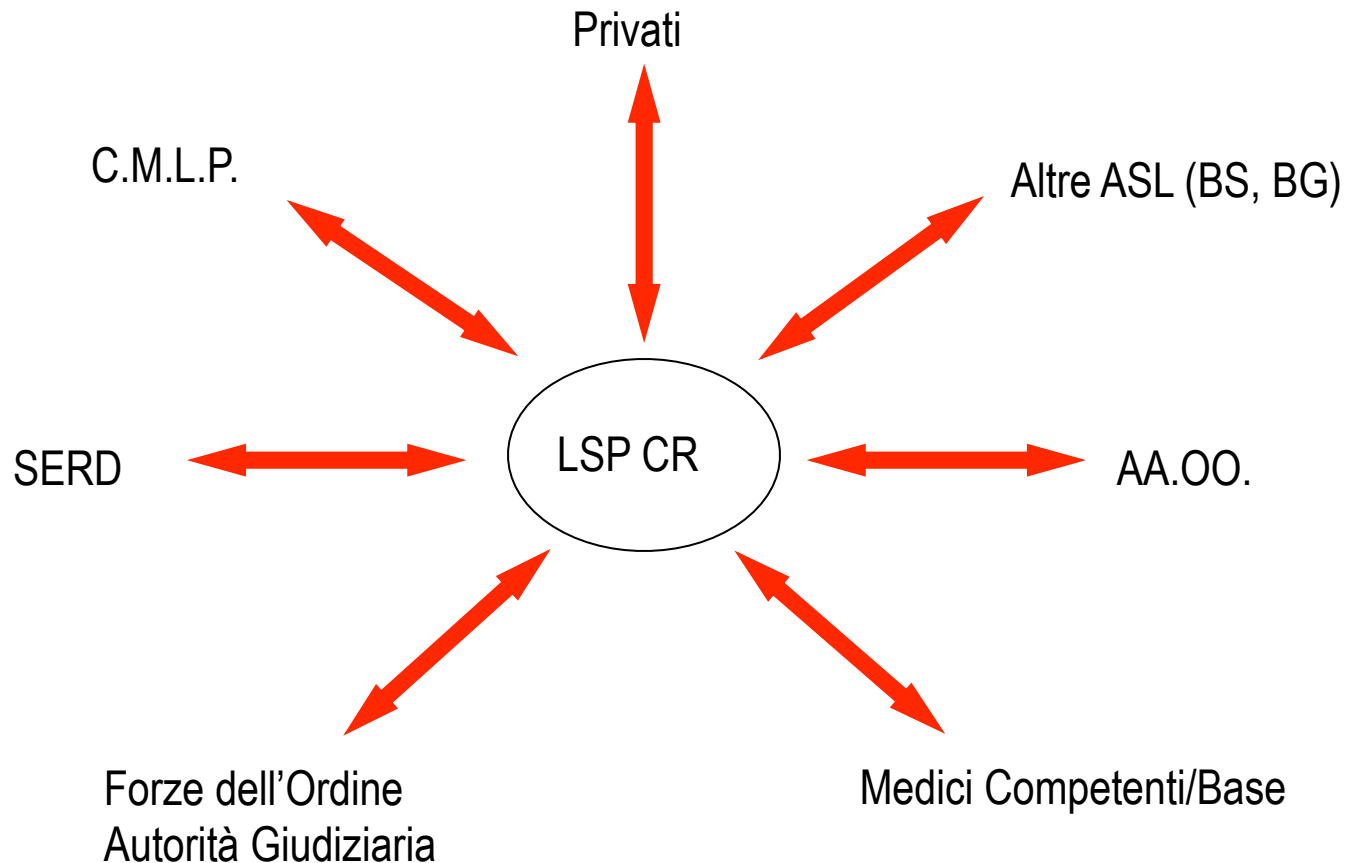 Privati
C.M.L.P.
Altre ASL (BS, BG)
LSP CR
SERD
AA.OO.
Forze dell’Ordine
Autorità Giudiziaria
Medici Competenti/Base